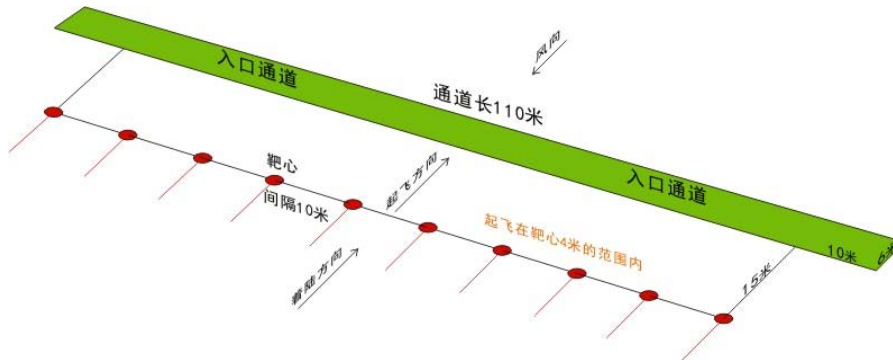 风向
入口通道
通道长110米
靶心
起飞方向
入口通道
间隔10米
起飞在靶心4米的范围内
10米
6米
15米
着陆方向